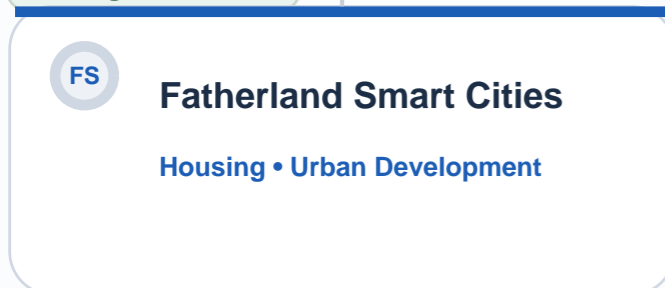 FS
Fatherland Smart Cities
Housing • Urban Development